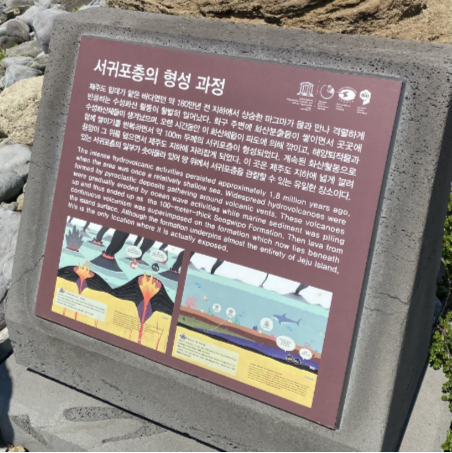 서귀포층의 형성 과정
제주도 일대가 얕은 바다였던 약 180만년 전 지하에서 상승한 마그마가 물과 만나 격렬하게
반응하는 수성화산 활동이 활발히 일어났다. 화구 주변에 화산분출물이 쌓이면서 곳곳에
수성화산체들이 생겨났으며, 오랜 시간동안 이 화산체들이 파도에 의해 깎이고, 해양퇴적물과
함께 쌓이기를 반복하면서 약 100m 두께의 서귀포층이 형성되었다. 계속된 화산활동으로
용암이 그 위를 덮으면서 제주도 지하에 자리잡게 되었다. 이 곳은 제주도 지하에 넓게 깔려
있는 서귀포층의 일부가 솟아올라 있어 땅 위에서 서귀포층을 관찰할 수 있는 유일한 장소이다.
The intense hydrovolcanic activities persisted approximately 1.8 million years ago,
when the area was once a relatively shallow sea. Widespread hydrovolcanoes were
formed by pyroclastic deposits gathering around volcanic vents. These volcanoes
were gradually eroded by ocean wave activities while marine sediment was piling
up and thus ended up as the 100-meter-thick Seogwipo Formation. Then lava from
continuous volcanism was superimposed on the formation which now lies beneath
the island surface. Although the formation underpins almost the entirety of Jeju Island,
this is the only location where it is actually exposed.